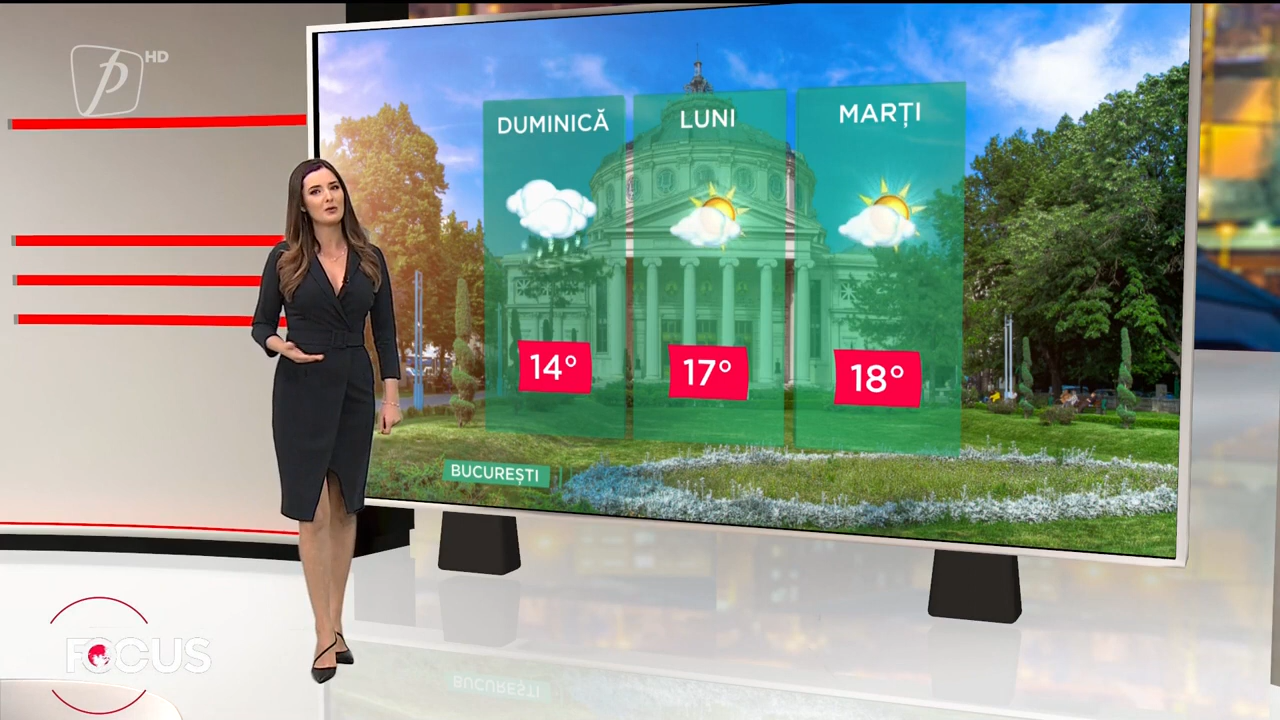 p HD
DUMINICĂ
LUNI
MARȚI
14°
17°
18°
BUCUREȘTI
FOCUS
BUCUREȘTI